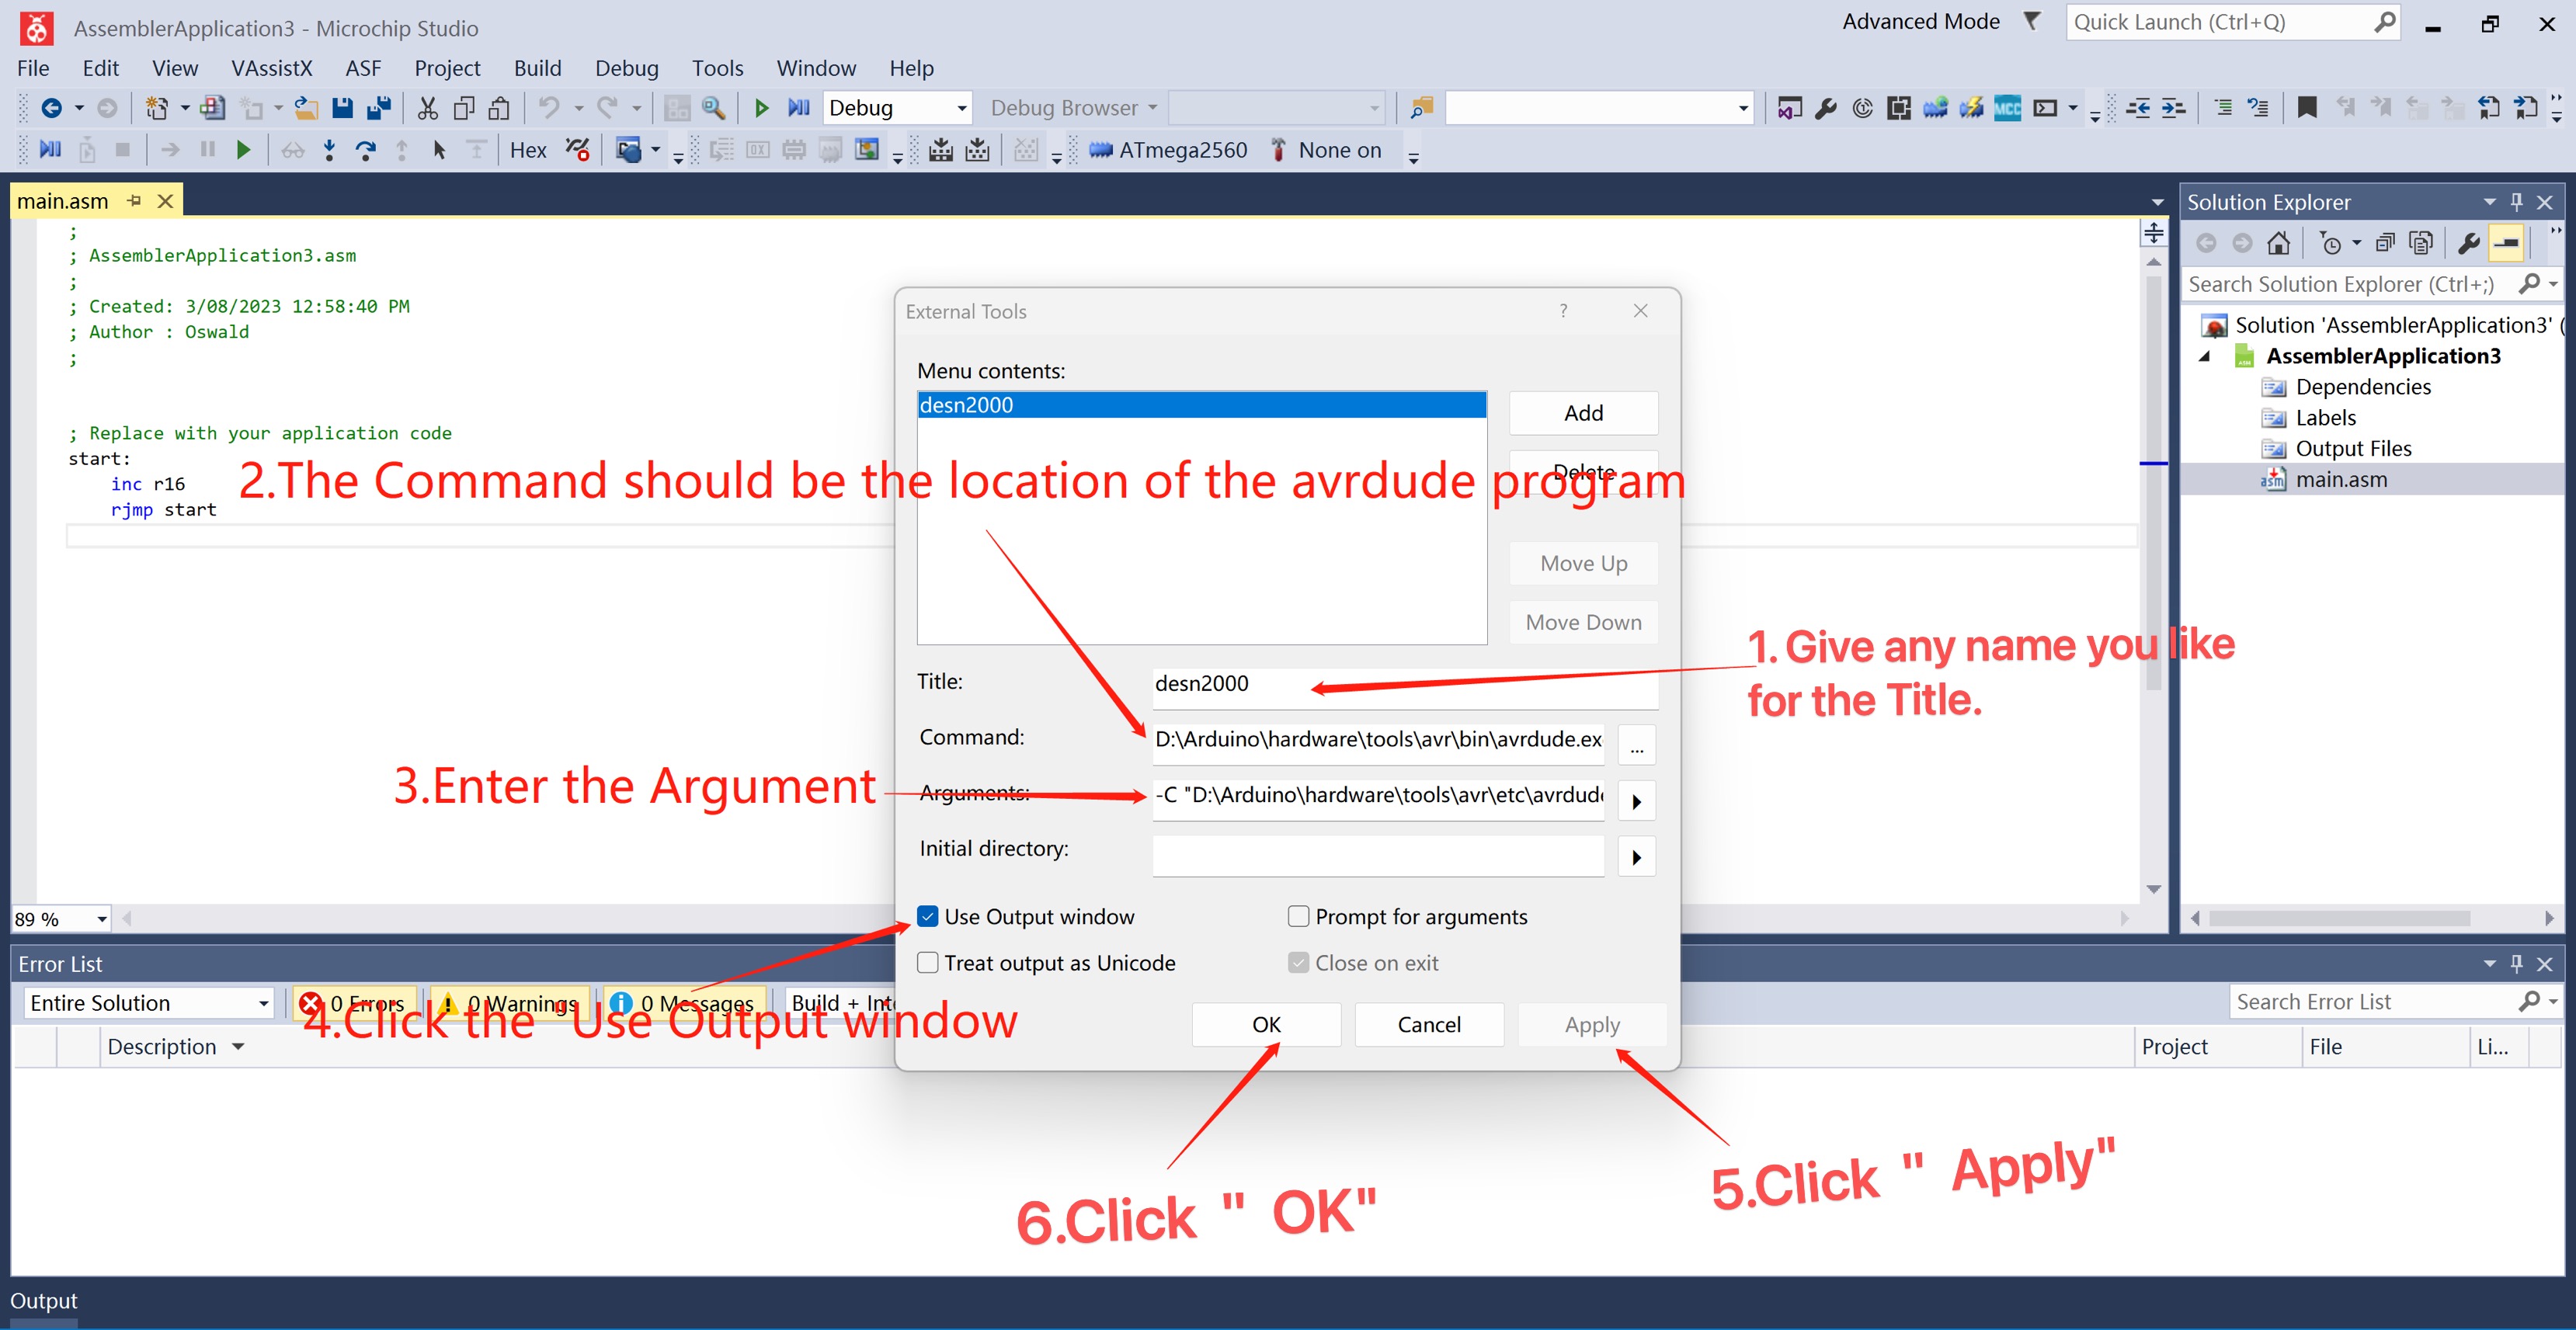 AssemblerApplication3 - Microchip Studio
Advanced Mode
Quick Launch (Ctrl+Q)
File Edit View VAssistX ASF Project Build Debug Tools Window Help
Debug
Debug Browser
MCC
Hex
ATmega2560
None on
main.asm
;
; AssemblerApplication3.asm
;
; Created: 3/08/2023 12:58:40 PM
; Author : Oswald
;
; Replace with your application code
start:
inc r16
rjmp start
89 %
Solution Explorer
Search Solution Explorer (Ctrl+;)
Solution 'AssemblerApplication3' (
AssemblerApplication3
Dependencies
Labels
Output Files
main.asm
External Tools
?
Menu contents:
desn2000
Add
Delete
Move Up
Move Down
Title:
desn2000
Command:
D:\Arduino\hardware\tools\avr\bin\avrdude.ex
...
Arguments:
-C "D:\Arduino\hardware\tools\avr\etc\avrdude
Initial directory:
Use Output window
Prompt for arguments
Treat output as Unicode
Close on exit
OK
Cancel
Apply
1. Give any name you like
for the Title.
2.The Command should be the location of the avrdude program
3.Enter the Argument
4.Click the "Use Output window
5.Click " Apply"
6.Click " OK"
Error List
Entire Solution
0 Errors
0 Warnings
0 Messages
Build + Inte
Search Error List
Description
Project
File
Li...
Output